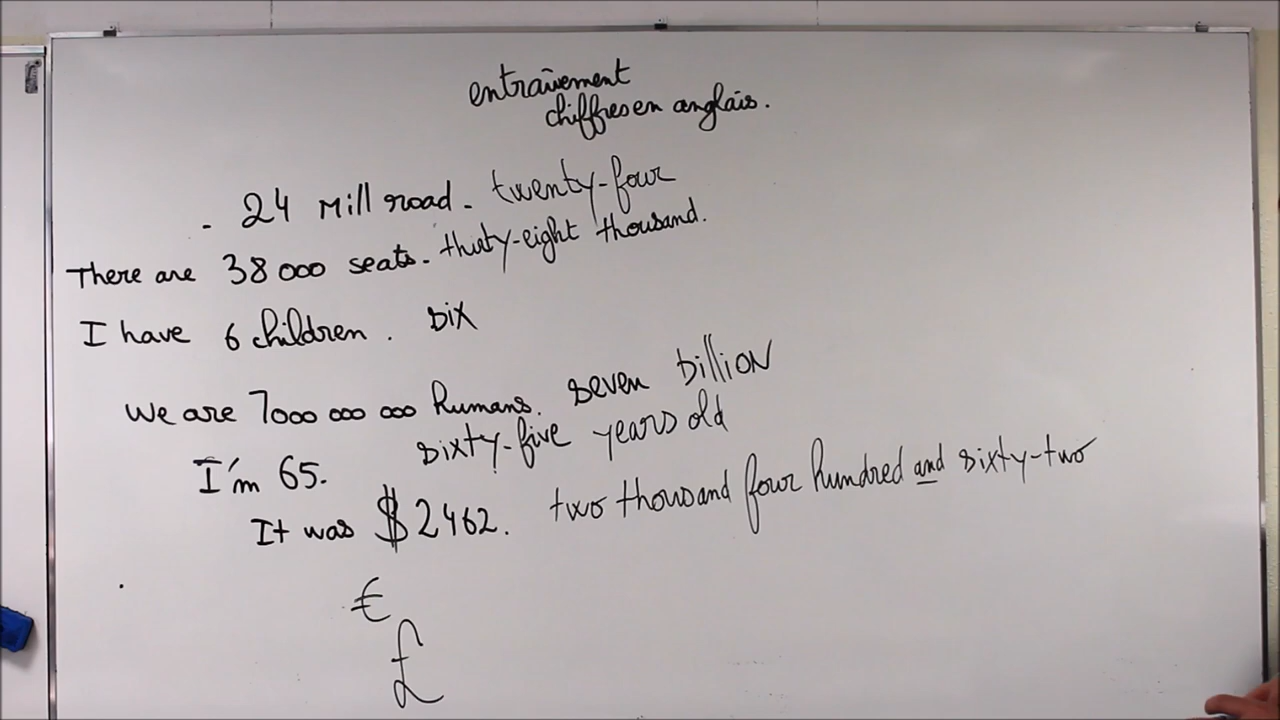 entraînement
chiffres en anglais.
- 24 Mill road - twenty-four
There are 38 000 seats - thirty-eight thousand.
I have 6 children. six
We are 7000 000 000 humans. seven billion
I'm 65. sixty-five years old
It was $2462. two thousand four hundred and sixty-two
€
£